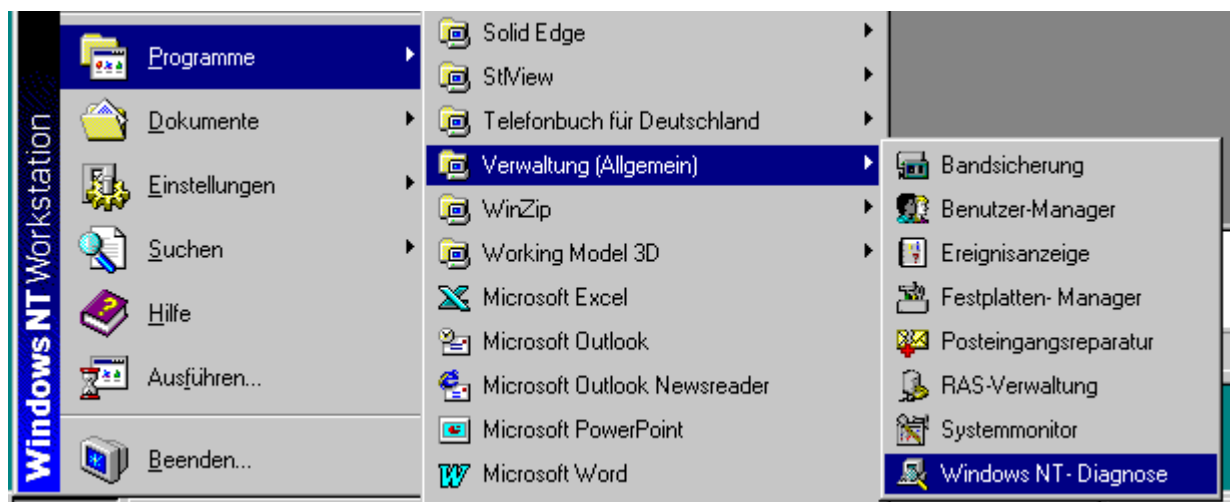 Windows NT Workstation
Programme
Dokumente
Einstellungen
Suchen
Hilfe
Ausführen...
Beenden...
Solid Edge
StlView
Telefonbuch für Deutschland
Verwaltung (Allgemein)
WinZip
Working Model 3D
Microsoft Excel
Microsoft Outlook
Microsoft Outlook Newsreader
Microsoft PowerPoint
Microsoft Word
Bandsicherung
Benutzer-Manager
Ereignisanzeige
Festplatten- Manager
Posteingangsreparatur
RAS-Verwaltung
Systemmonitor
Windows NT- Diagnose